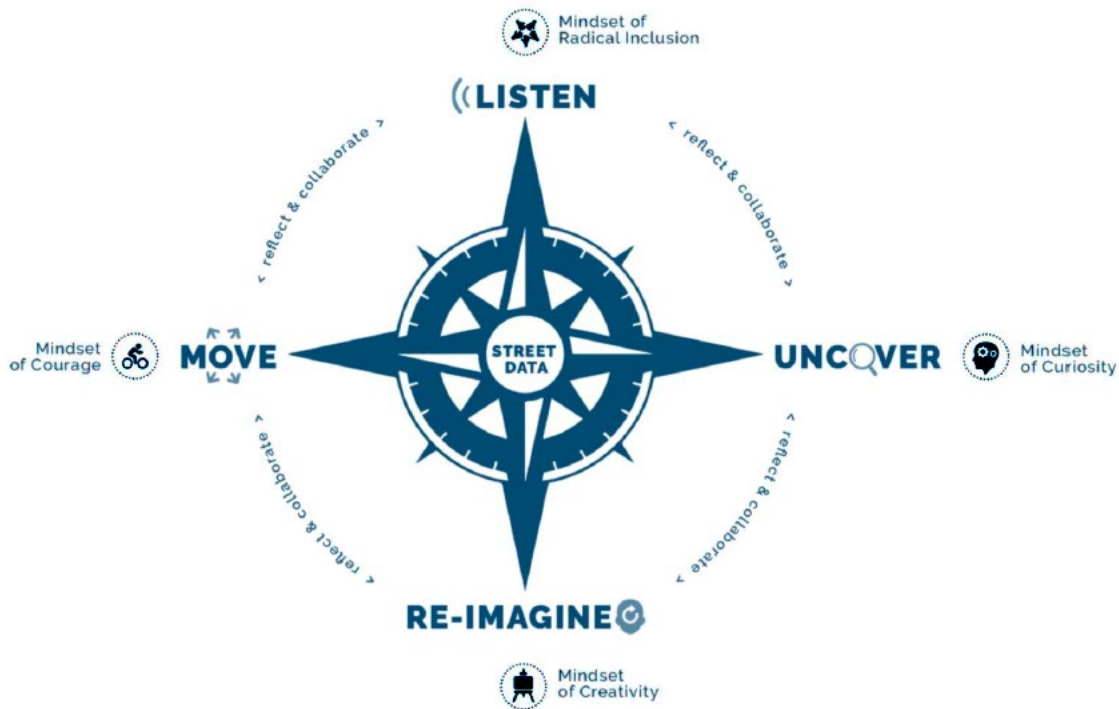 Mindset of
Radical Inclusion
LISTEN
< reflect & collaborate >
< reflect & collaborate >
Mindset
of Courage
MOVE
STREET
DATA
UNCOVER
Mindset
of Curiosity
< reflect & collaborate >
< reflect & collaborate >
RE-IMAGINE
Mindset
of Creativity